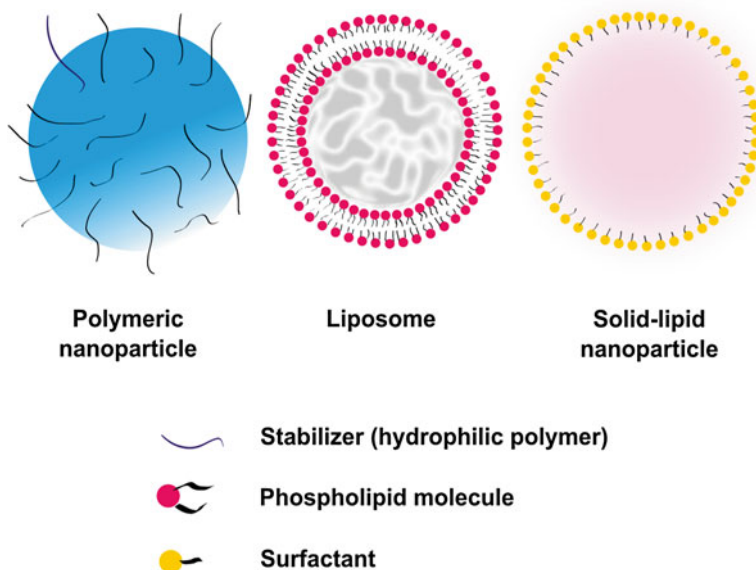 Polymeric
nanoparticle
Liposome
Solid-lipid
nanoparticle
Stabilizer (hydrophilic polymer)
Phospholipid molecule
Surfactant